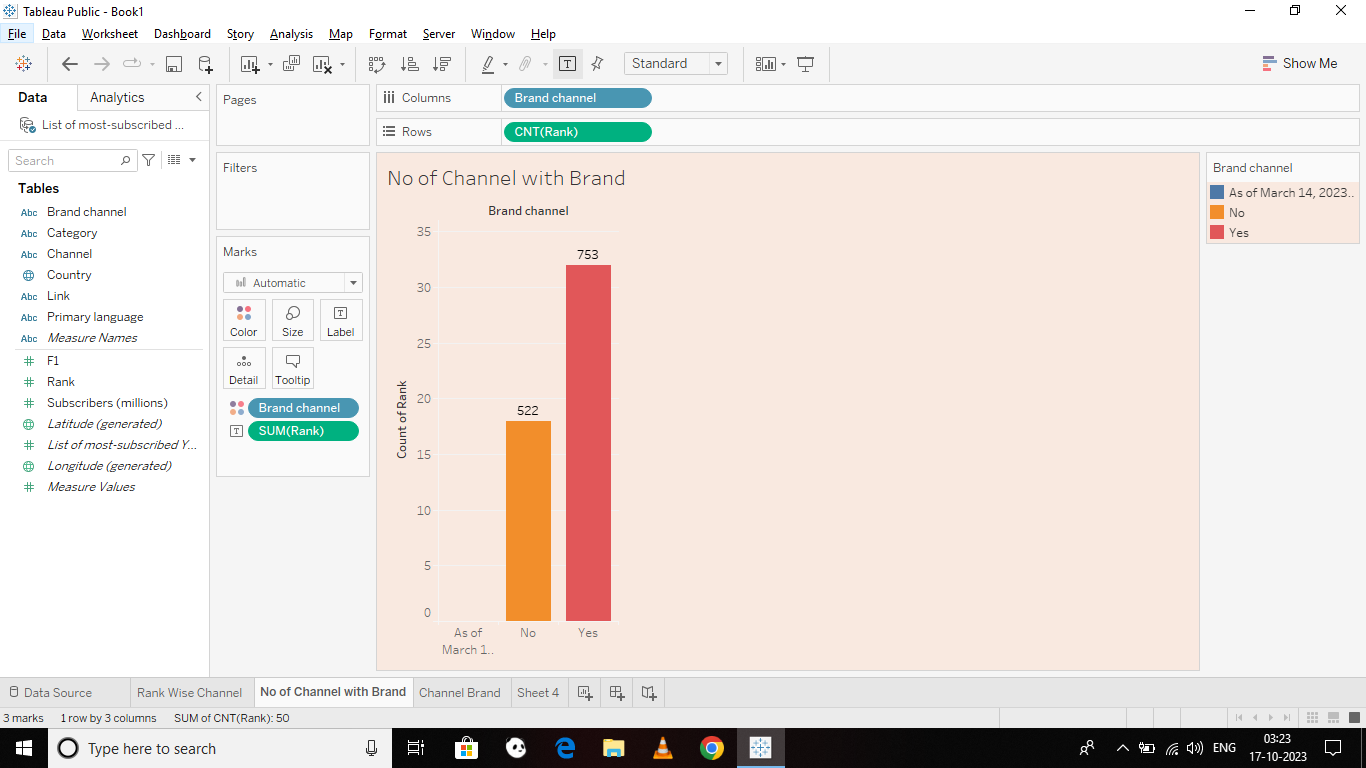 Tableau Public - Book1
File Data Worksheet Dashboard Story Analysis Map Format Server Window Help
Standard
Show Me
Data Analytics
List of most-subscribed ...
Search
Tables
Abc Brand channel
Abc Category
Abc Channel
Country
Abc Link
Abc Primary language
Abc Measure Names
F1
Rank
Subscribers (millions)
Latitude (generated)
List of most-subscribed Y...
Longitude (generated)
Measure Values
Pages
Filters
Marks
Automatic
Color Size Label
Detail Tooltip
Brand channel
SUM(Rank)
Columns Brand channel
Rows CNT(Rank)
No of Channel with Brand
Brand channel
35
30
25
20
15
10
5
0
Count of Rank
522
753
As of
March 1..
No
Yes
Brand channel
As of March 14, 2023..
No
Yes
Data Source Rank Wise Channel No of Channel with Brand Channel Brand Sheet 4
3 marks 1 row by 3 columns SUM of CNT(Rank): 50
Type here to search
ENG
03:23
17-10-2023